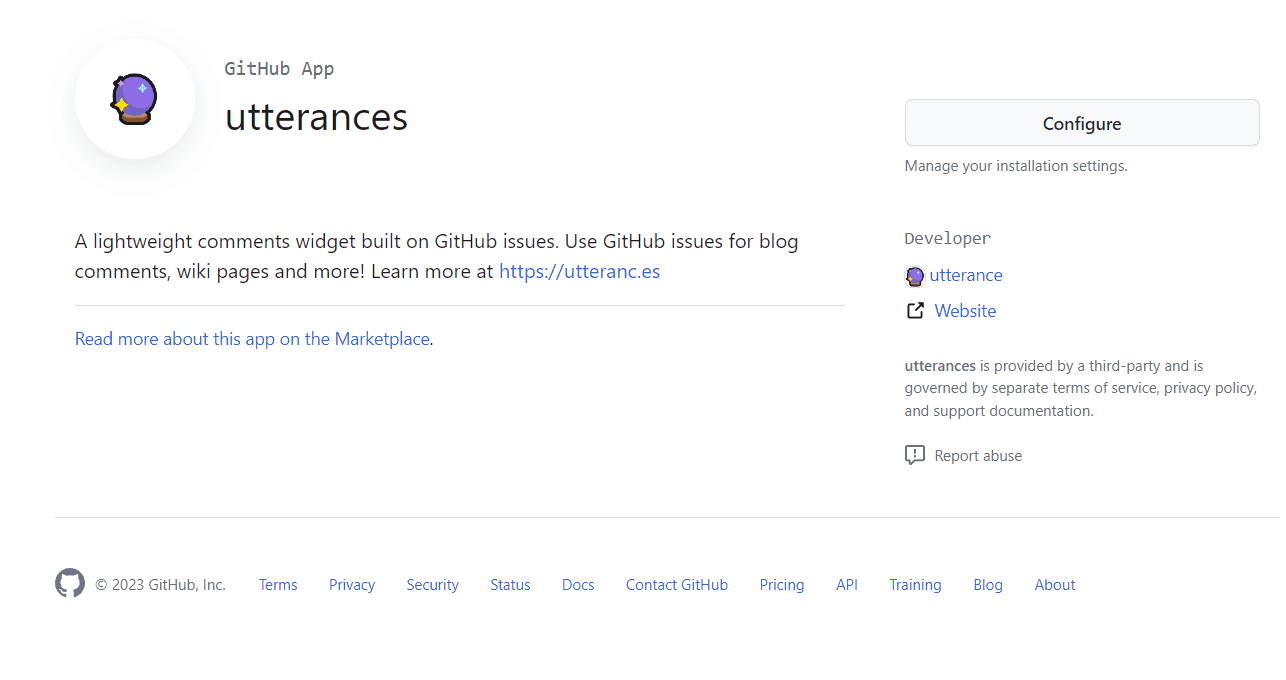 GitHub App
utterances
Configure
Manage your installation settings.
A lightweight comments widget built on GitHub issues. Use GitHub issues for blog
comments, wiki pages and more! Learn more at https://utteranc.es
Read more about this app on the Marketplace.
Developer
utterance
Website
utterances is provided by a third-party and is
governed by separate terms of service, privacy policy,
and support documentation.
Report abuse
© 2023 GitHub, Inc. Terms Privacy Security Status Docs Contact GitHub Pricing API Training Blog About